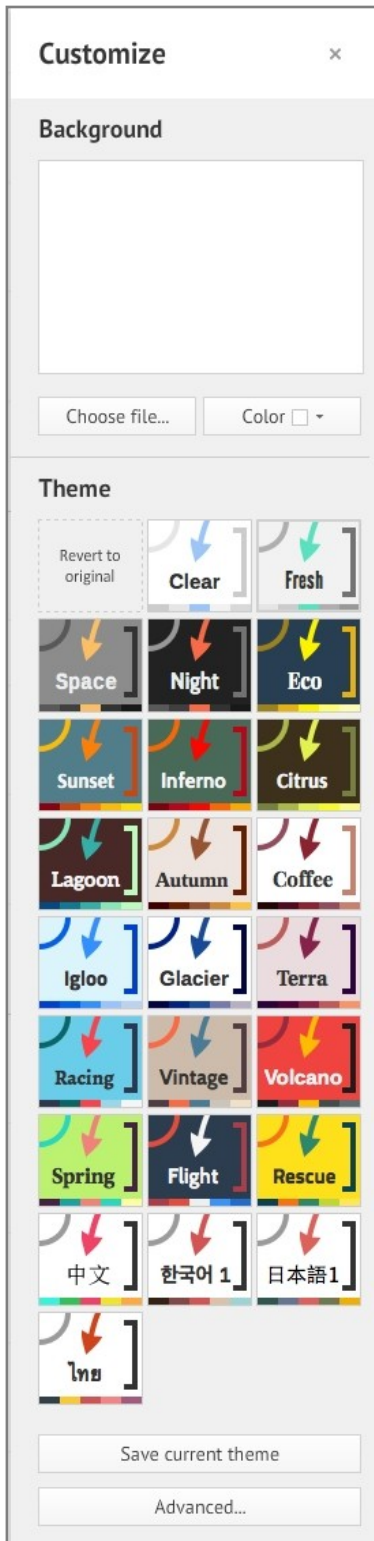 Customize ×
Background
Choose file...
Color
Theme
Revert to
original
Clear
Fresh
Space
Night
Eco
Sunset
Inferno
Citrus
Lagoon
Autumn
Coffee
Igloo
Glacier
Terra
Racing
Vintage
Volcano
Spring
Flight
Rescue
中文
한국어 1
日本語1
ไทย
Save current theme
Advanced...